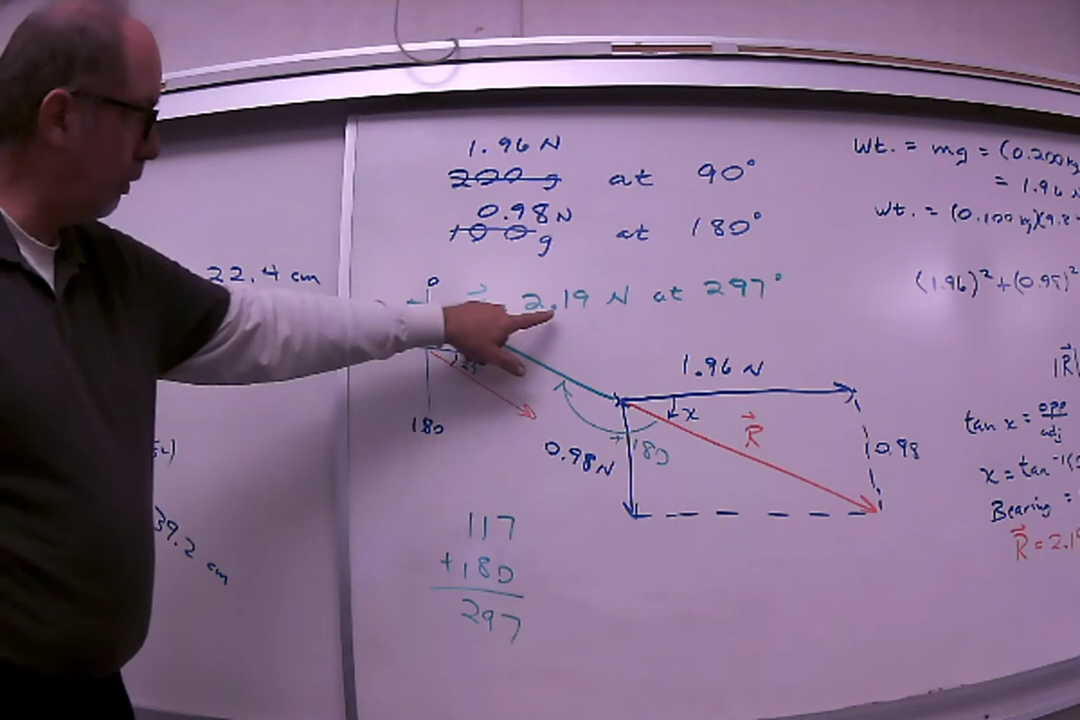 1.96 N
200 g at 90°
0.98 N
100 g at 180°
2.19 N at 297°
22.4 cm
0
180
39.2 cm
1.96 N
x
R
+180
0.98 N
0.98
117
+180
297
Wt. = mg = (0.200 kg
= 1.96 N
Wt. = (0.100 kg)(9.8
(1.96)² + (0.98)²
|R|
tan x = opp
adj
x = tan⁻¹(
Bearing =
R = 2.19